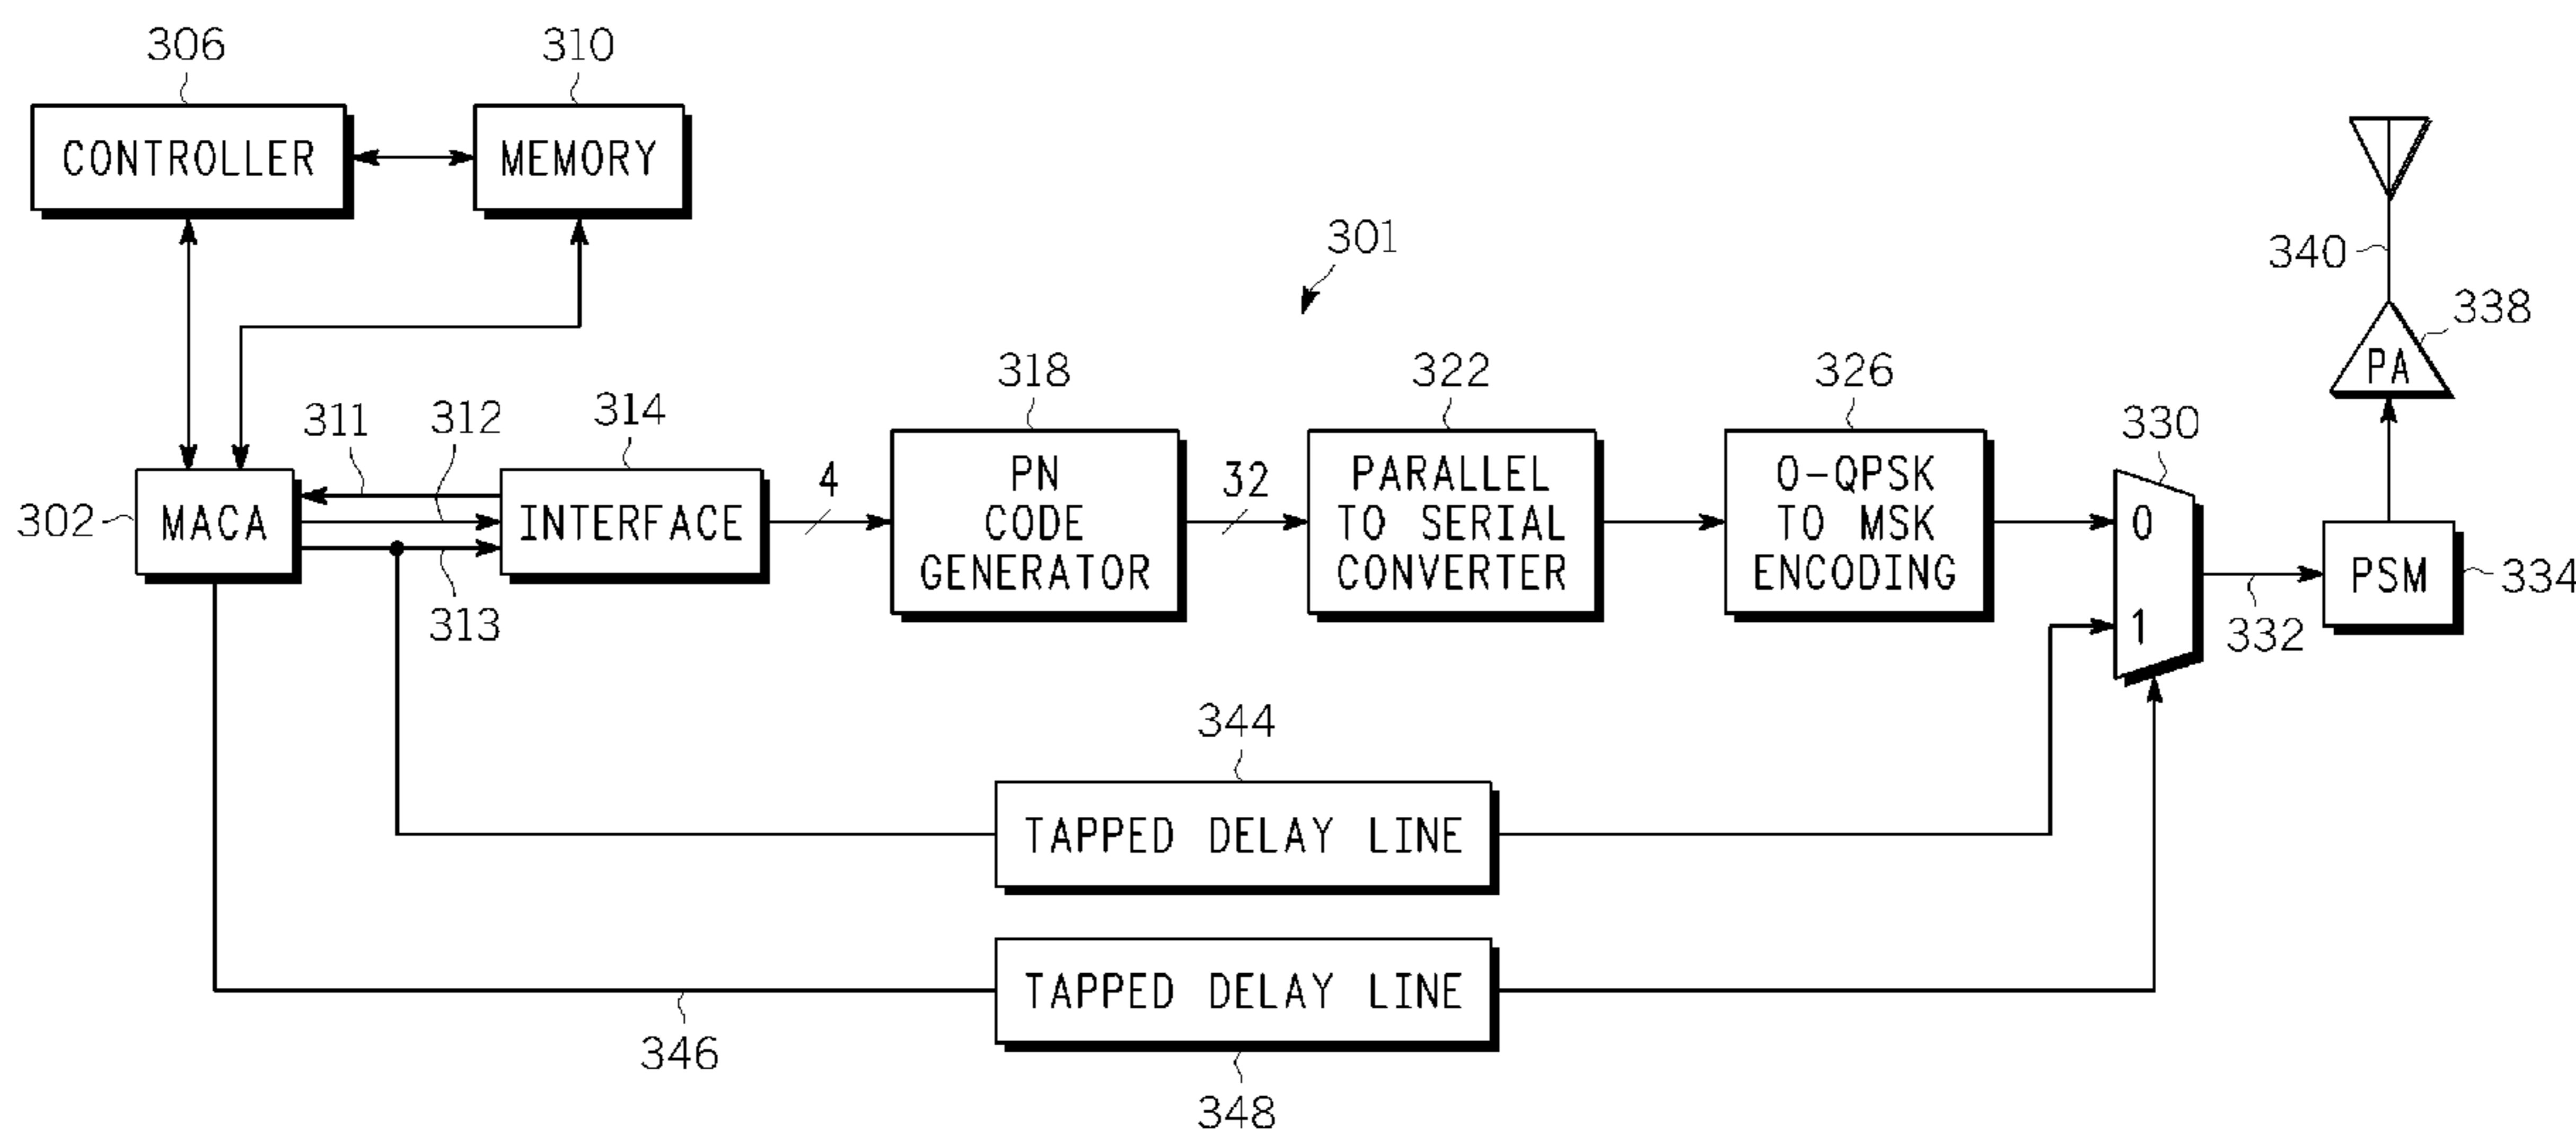 306
310
CONTROLLER
MEMORY
301
340
338
PA
318
322
326
330
311
312
314
4
32
302
MACA
INTERFACE
PN
CODE
GENERATOR
PARALLEL
TO SERIAL
CONVERTER
O-QPSK
TO MSK
ENCODING
0
1
PSM
334
332
313
344
TAPPED DELAY LINE
TAPPED DELAY LINE
346
348